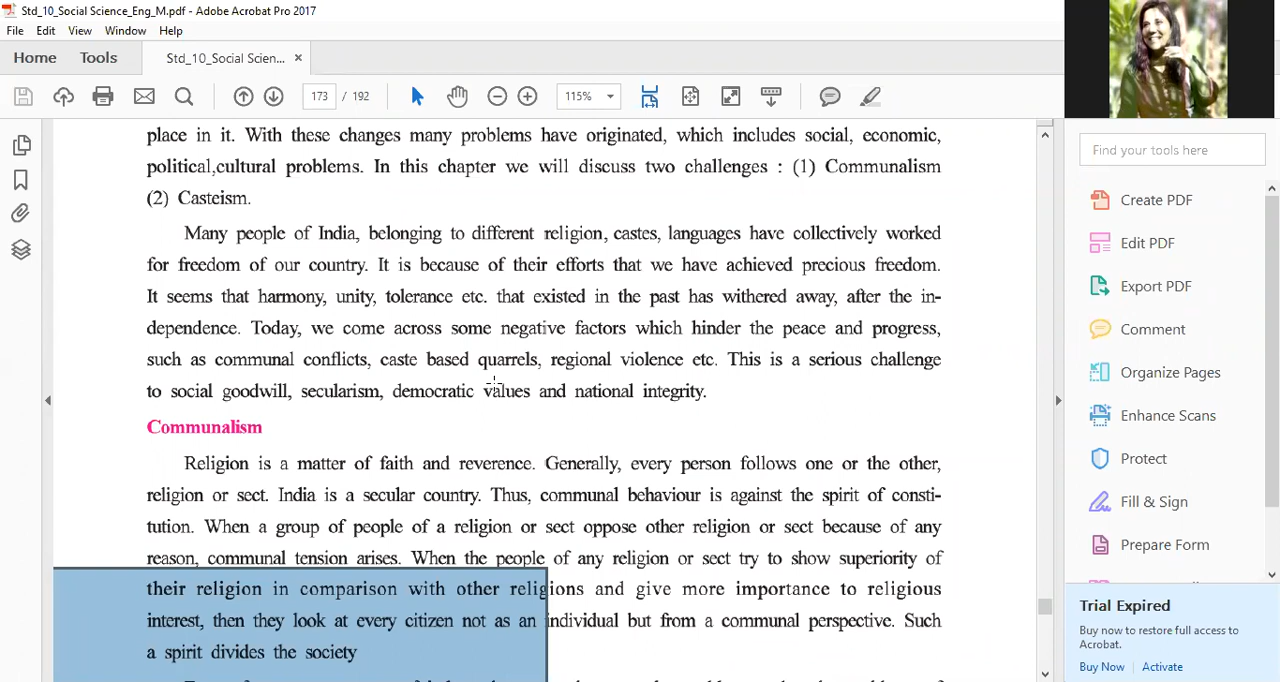 Std_10_Social Science_Eng_M.pdf - Adobe Acrobat Pro 2017
File Edit View Window Help
Home Tools Std_10_Social Scien... ×
173 / 192 115%
Find your tools here
place in it. With these changes many problems have originated, which includes social, economic,
political,cultural problems. In this chapter we will discuss two challenges : (1) Communalism
(2) Casteism.
Many people of India, belonging to different religion, castes, languages have collectively worked
for freedom of our country. It is because of their efforts that we have achieved precious freedom.
It seems that harmony, unity, tolerance etc. that existed in the past has withered away, after the in-
dependence. Today, we come across some negative factors which hinder the peace and progress,
such as communal conflicts, caste based quarrels, regional violence etc. This is a serious challenge
to social goodwill, secularism, democratic values and national integrity.
Communalism
Religion is a matter of faith and reverence. Generally, every person follows one or the other,
religion or sect. India is a secular country. Thus, communal behaviour is against the spirit of consti-
tution. When a group of people of a religion or sect oppose other religion or sect because of any
reason, communal tension arises. When the people of any religion or sect try to show superiority of
their religion in comparison with other religions and give more importance to religious
interest, then they look at every citizen not as an individual but from a communal perspective. Such
a spirit divides the society
Create PDF
Edit PDF
Export PDF
Comment
Organize Pages
Enhance Scans
Protect
Fill & Sign
Prepare Form
Trial Expired
Buy now to restore full access to
Acrobat.
Buy Now Activate